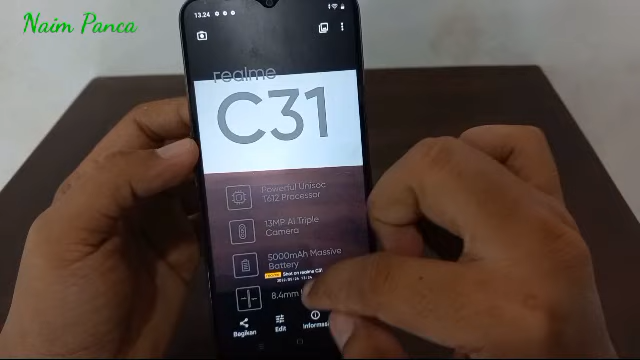 Naim Panca
13.24
realme
C31
Powerful Unisoc
T612 Processor
13MP AI Triple
Camera
5000mAh Massive
Battery
Shot on realme C31
8.4mm
Bagikan
Edit
Informasi